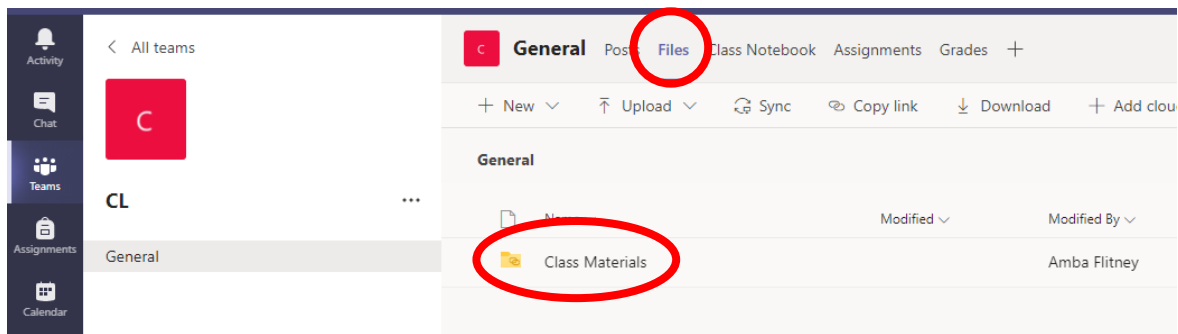 Activity
Chat
Teams
Assignments
Calendar
< All teams
C
CL
...
General
C General Posts Files Class Notebook Assignments Grades +
+ New Upload Sync Copy link Download + Add clou
General
Name Modified Modified By
Class Materials Amba Flitney